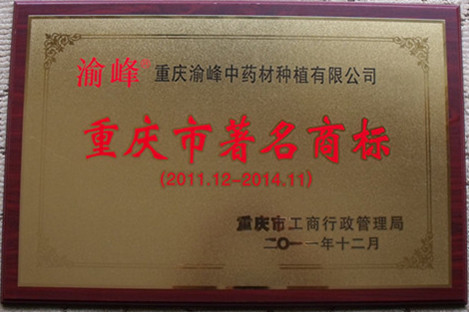 渝峰® 重庆渝峰中药材种植有限公司
重庆市著名商标
(2011.12-2014.11)
重庆市工商行政管理局
二〇一一年十二月